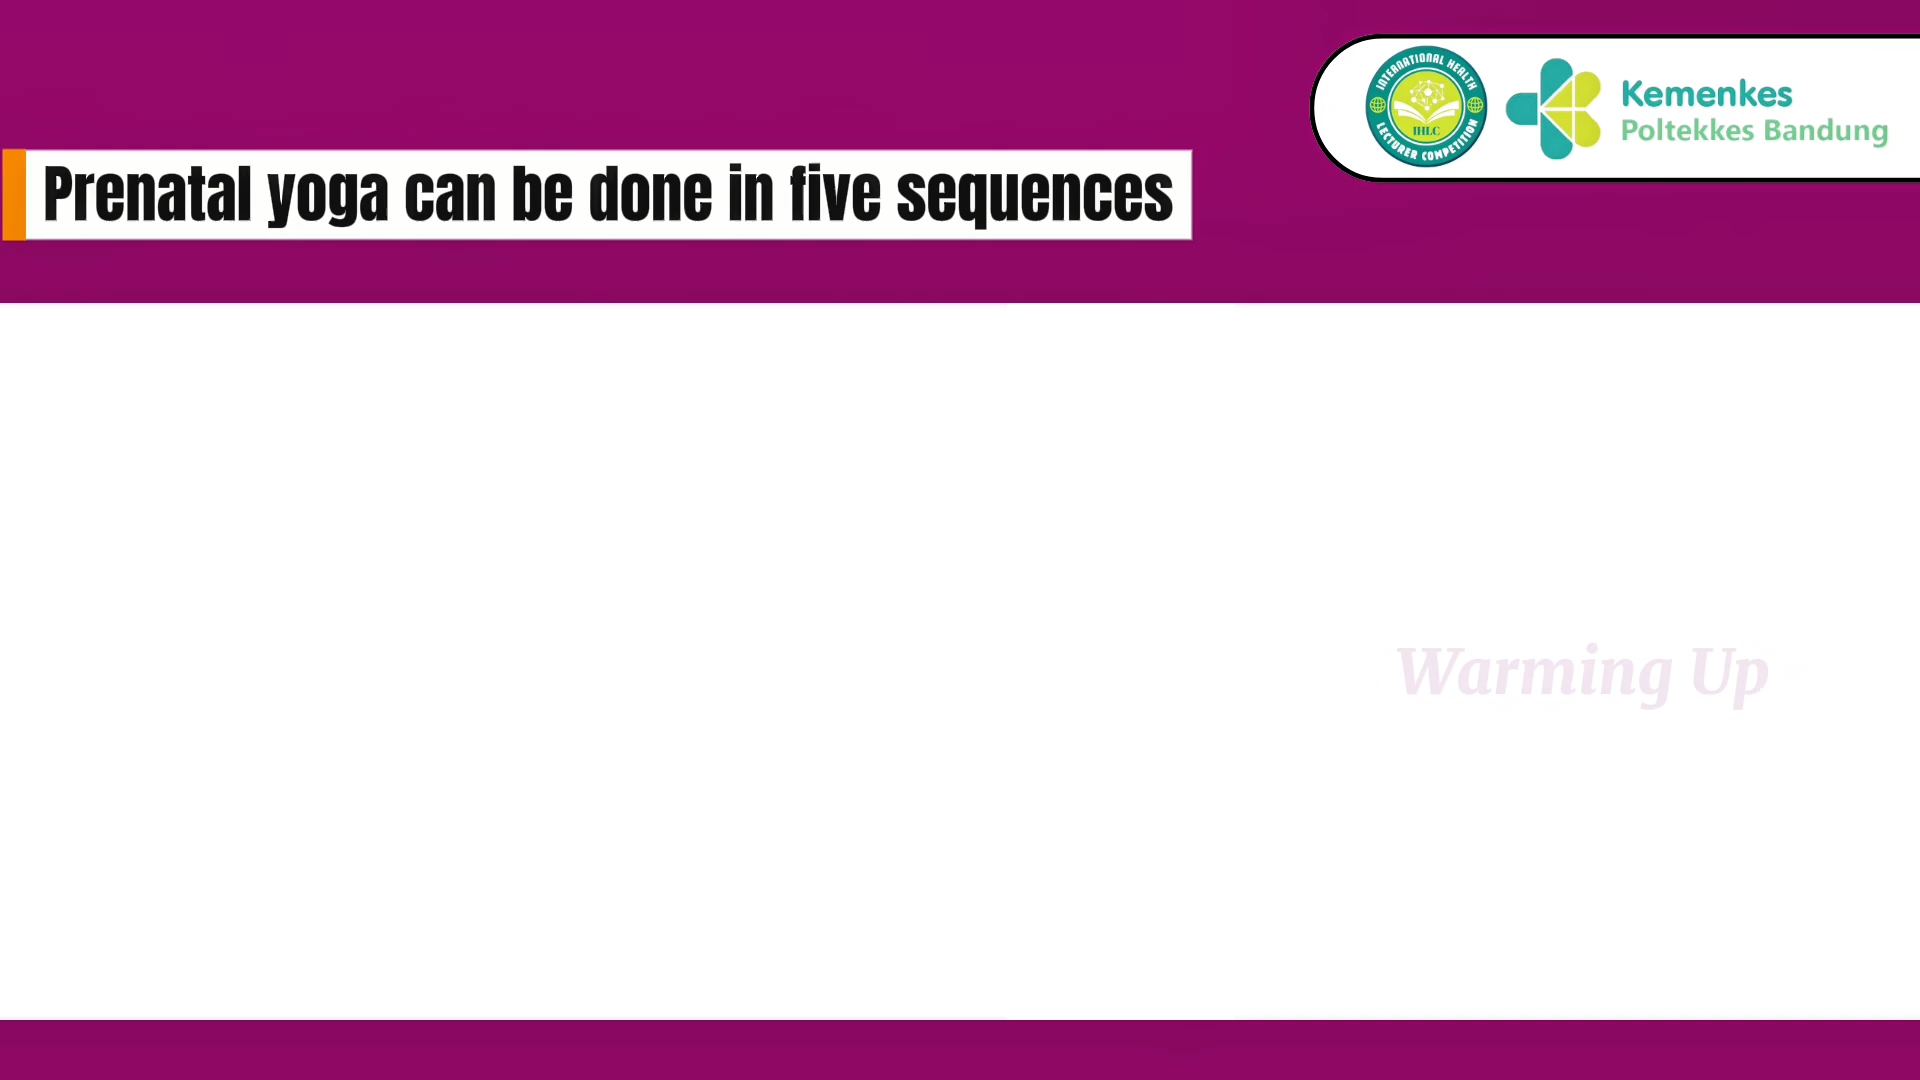 INTERNATIONAL HEALTH
LECTURER COMPETITION
IHLC
Kemenkes
Poltekkes Bandung
Prenatal yoga can be done in five sequences
Warming Up